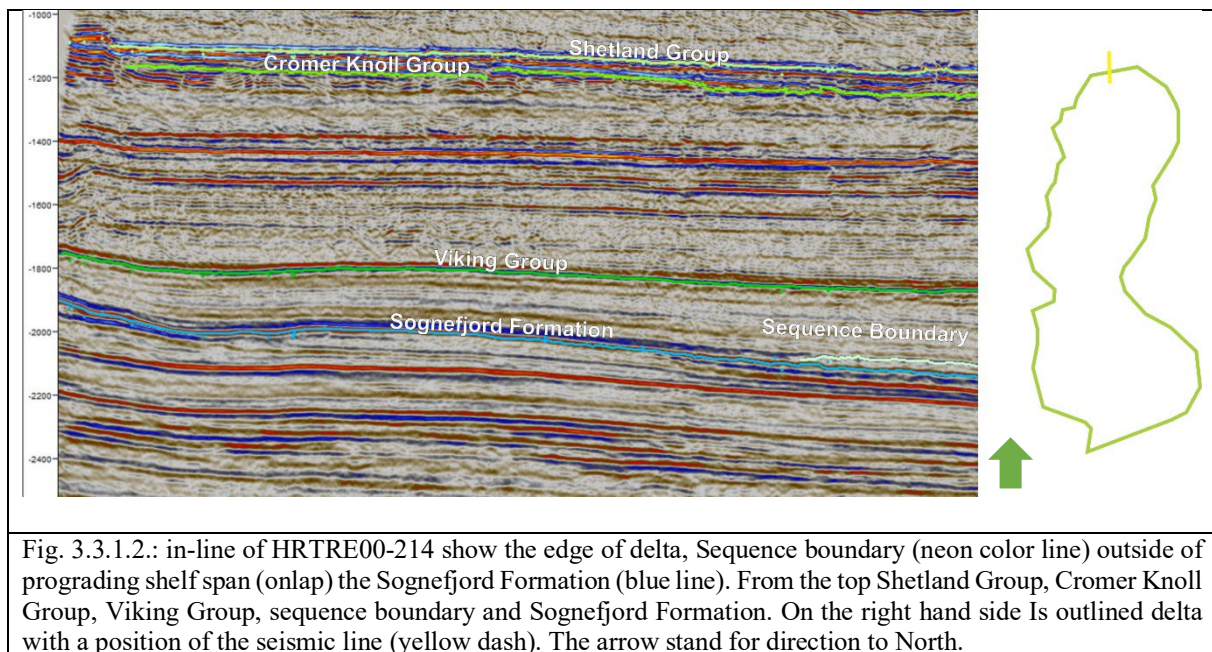 -1000
Shetland Group
Cromer Knoll Group
-1200
-1400
-1600
Viking Group
-1800
Sognefjord Formation
Sequence Boundary
-2000
-2200
-2400
Fig. 3.3.1.2.: in-line of HRTRE00-214 show the edge of delta, Sequence boundary (neon color line) outside of
prograding shelf span (onlap) the Sognefjord Formation (blue line). From the top Shetland Group, Cromer Knoll
Group, Viking Group, sequence boundary and Sognefjord Formation. On the right hand side Is outlined delta
with a position of the seismic line (yellow dash). The arrow stand for direction to North.